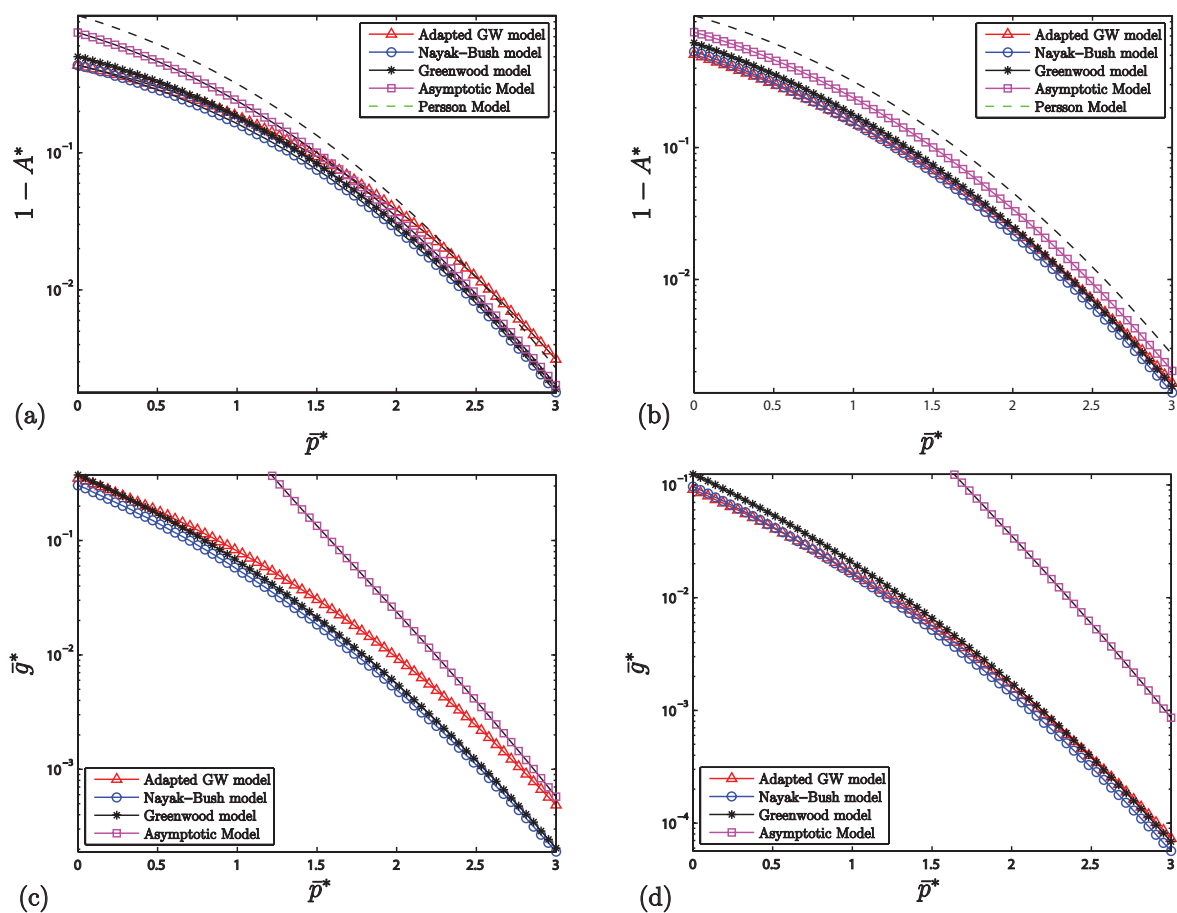 Adapted GW model
Nayak–Bush model
Greenwood model
Asymptotic Model
Persson Model
10⁻¹
10⁻²
1 − A*
0 0.5 1 1.5 2 2.5 3
(a)
p̄*
Adapted GW model
Nayak–Bush model
Greenwood model
Asymptotic Model
Persson Model
10⁻¹
10⁻²
1 − A*
0 0.5 1 1.5 2 2.5 3
(b)
p̄*
10⁻¹
10⁻²
10⁻³
ḡ*
Adapted GW model
Nayak–Bush model
Greenwood model
Asymptotic Model
0 0.5 1 1.5 2 2.5 3
(c)
p̄*
10⁻¹
10⁻²
10⁻³
10⁻⁴
ḡ*
Adapted GW model
Nayak–Bush model
Greenwood model
Asymptotic Model
0 0.5 1 1.5 2 2.5 3
(d)
p̄*